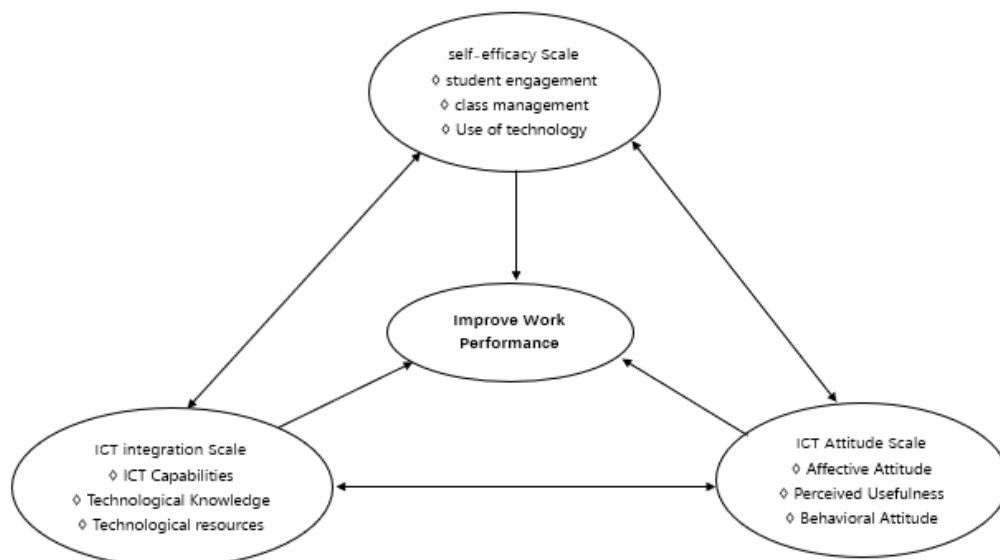 self-efficacy Scale
◊ student engagement
◊ class management
◊ Use of technology
Improve Work
Performance
ICT integration Scale
◊ ICT Capabilities
◊ Technological Knowledge
◊ Technological resources
ICT Attitude Scale
◊ Affective Attitude
◊ Perceived Usefulness
◊ Behavioral Attitude